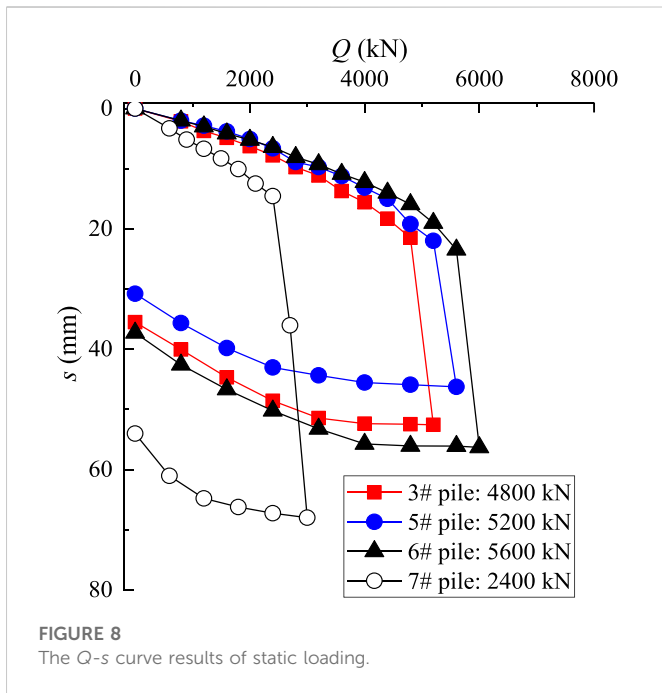 Q (kN)
0 2000 4000 6000 8000
0
20
40
60
80
s (mm)
3# pile: 4800 kN
5# pile: 5200 kN
6# pile: 5600 kN
7# pile: 2400 kN
FIGURE 8
The Q-s curve results of static loading.